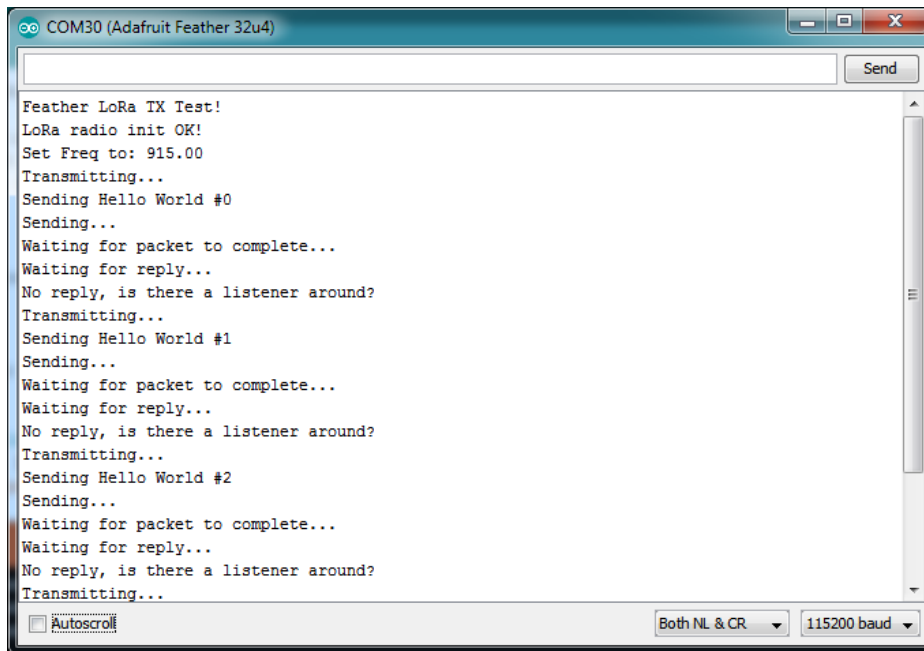 COM30 (Adafruit Feather 32u4)
Send
Feather LoRa TX Test!
LoRa radio init OK!
Set Freq to: 915.00
Transmitting...
Sending Hello World #0
Sending...
Waiting for packet to complete...
Waiting for reply...
No reply, is there a listener around?
Transmitting...
Sending Hello World #1
Sending...
Waiting for packet to complete...
Waiting for reply...
No reply, is there a listener around?
Transmitting...
Sending Hello World #2
Sending...
Waiting for packet to complete...
Waiting for reply...
No reply, is there a listener around?
Transmitting...
Autoscroll
Both NL & CR
115200 baud